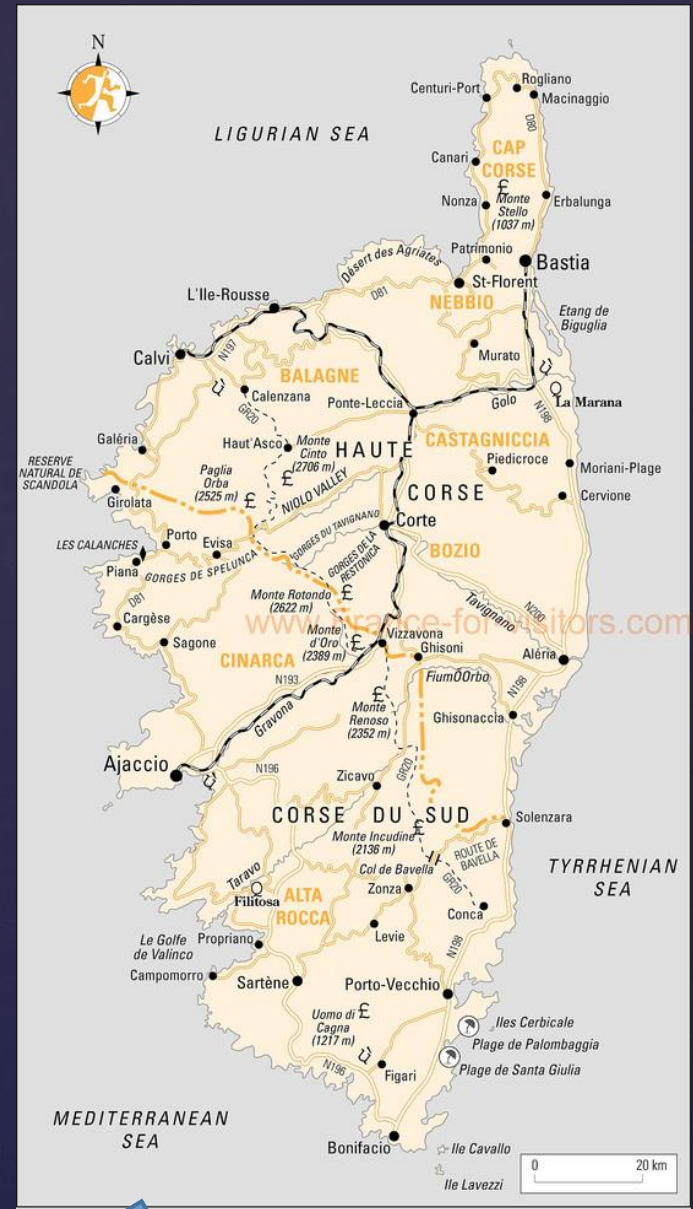 N
LIGURIAN SEA
Centuri-Port
Rogliano
Macinaggio
D80
CAP
CORSE
Canari
£
Monte
Stello
(1037 m)
Nonza
Erbalunga
Patrimonio
Désert des Agriates
Bastia
St-Florent
L'Ile-Rousse
D81
NEBBIO
Etang de
Biguglia
N197
Murato
Calvi
ù
BALAGNE
ù
Calenzana
Ponte-Leccia
Golo
N198
La Marana
GR20
Galéria
Haut'Asco
Monte
Cinto
(2706 m)
HAUTE
CASTAGNICCIA
RESERVE
NATURAL DE
SCANDOLA
Paglia
Orba
(2525 m)
£
£
Piedicroce
Moriani-Plage
Girolata
NIOLO VALLEY
CORSE
Cervione
Porto
Evisa
GORGES DU TAVIGNANO
Corte
LES CALANCHES
GORGES DE LA
RESTONICA
BOZIO
Piana
GORGES DE SPELUNCA
D81
Monte Rotondo
(2622 m)
£
Tavignano
N200
Cargèse
www.france-for-visitors.com
Sagone
Monte
d'Oro
(2389 m)
£
Vizzavona
CINARCA
Ghisoni
Aléria
N193
FiumÖOrbo
N198
Gravona
£
Monte
Renoso
(2352 m)
Ghisonaccia
Ajaccio
ù
N196
Zicavo
GR20
CORSE DU SUD
Solenzara
Monte Incudine
(2136 m)
£
ROUTE DE
BAVELLA
TYRRHENIAN
SEA
Taravo
Col de Bavella
GR20
Filitosa
ALTA
ROCCA
Zonza
Conca
Le Golfe
de Valinco
Propriano
Levie
N198
Campomorro
Sartène
Porto-Vecchio
Uomo di
Cagna
(1217 m)
£
Iles Cerbicale
Plage de Palombaggia
ù
Plage de Santa Giulia
Figari
N196
MEDITERRANEAN
SEA
Bonifacio
Ile Cavallo
Ile Lavezzi
0 20 km